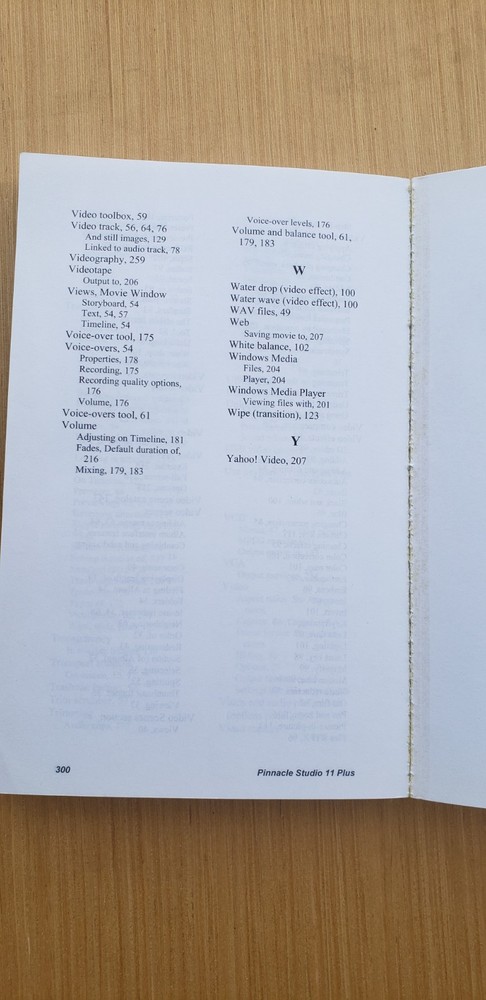 Video toolbox, 59
Video track, 56, 64, 76
And still images, 129
Linked to audio track, 78
Videography, 259
Videotape
Output to, 206
Views, Movie Window
Storyboard, 54
Text, 54, 57
Timeline, 54
Voice-over tool, 175
Voice-overs, 54
Properties, 178
Recording, 175
Recording quality options,
176
Volume, 176
Voice-overs tool, 61
Volume
Adjusting on Timeline, 181
Fades, Default duration of,
216
Mixing, 179, 183
Voice-over levels, 176
Volume and balance tool, 61,
179, 183
W
Water drop (video effect), 100
Water wave (video effect), 100
WAV files, 49
Web
Saving movie to, 207
White balance, 102
Windows Media
Files, 204
Player, 204
Windows Media Player
Viewing files with, 201
Wipe (transition), 123
Y
Yahoo! Video, 207
300
Pinnacle Studio 11 Plus